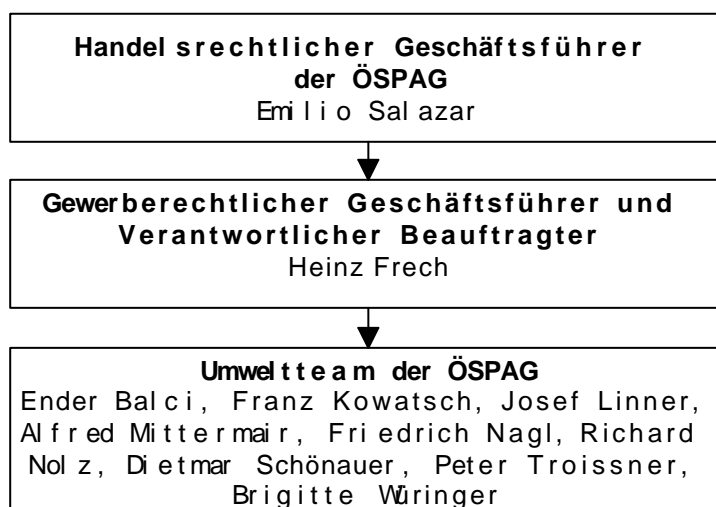 Handelsrechtlicher Geschäftsführer
der ÖSPAG
Emilio Salazar
Gewerberechtlicher Geschäftsführer und
Verantwortlicher Beauftragter
Heinz Frech
Umweltteam der ÖSPAG
Ender Balci, Franz Kowatsch, Josef Linner,
Alfred Mittermair, Friedrich Nagl, Richard
Nolz, Dietmar Schönauer, Peter Troissner,
Brigitte Würinger